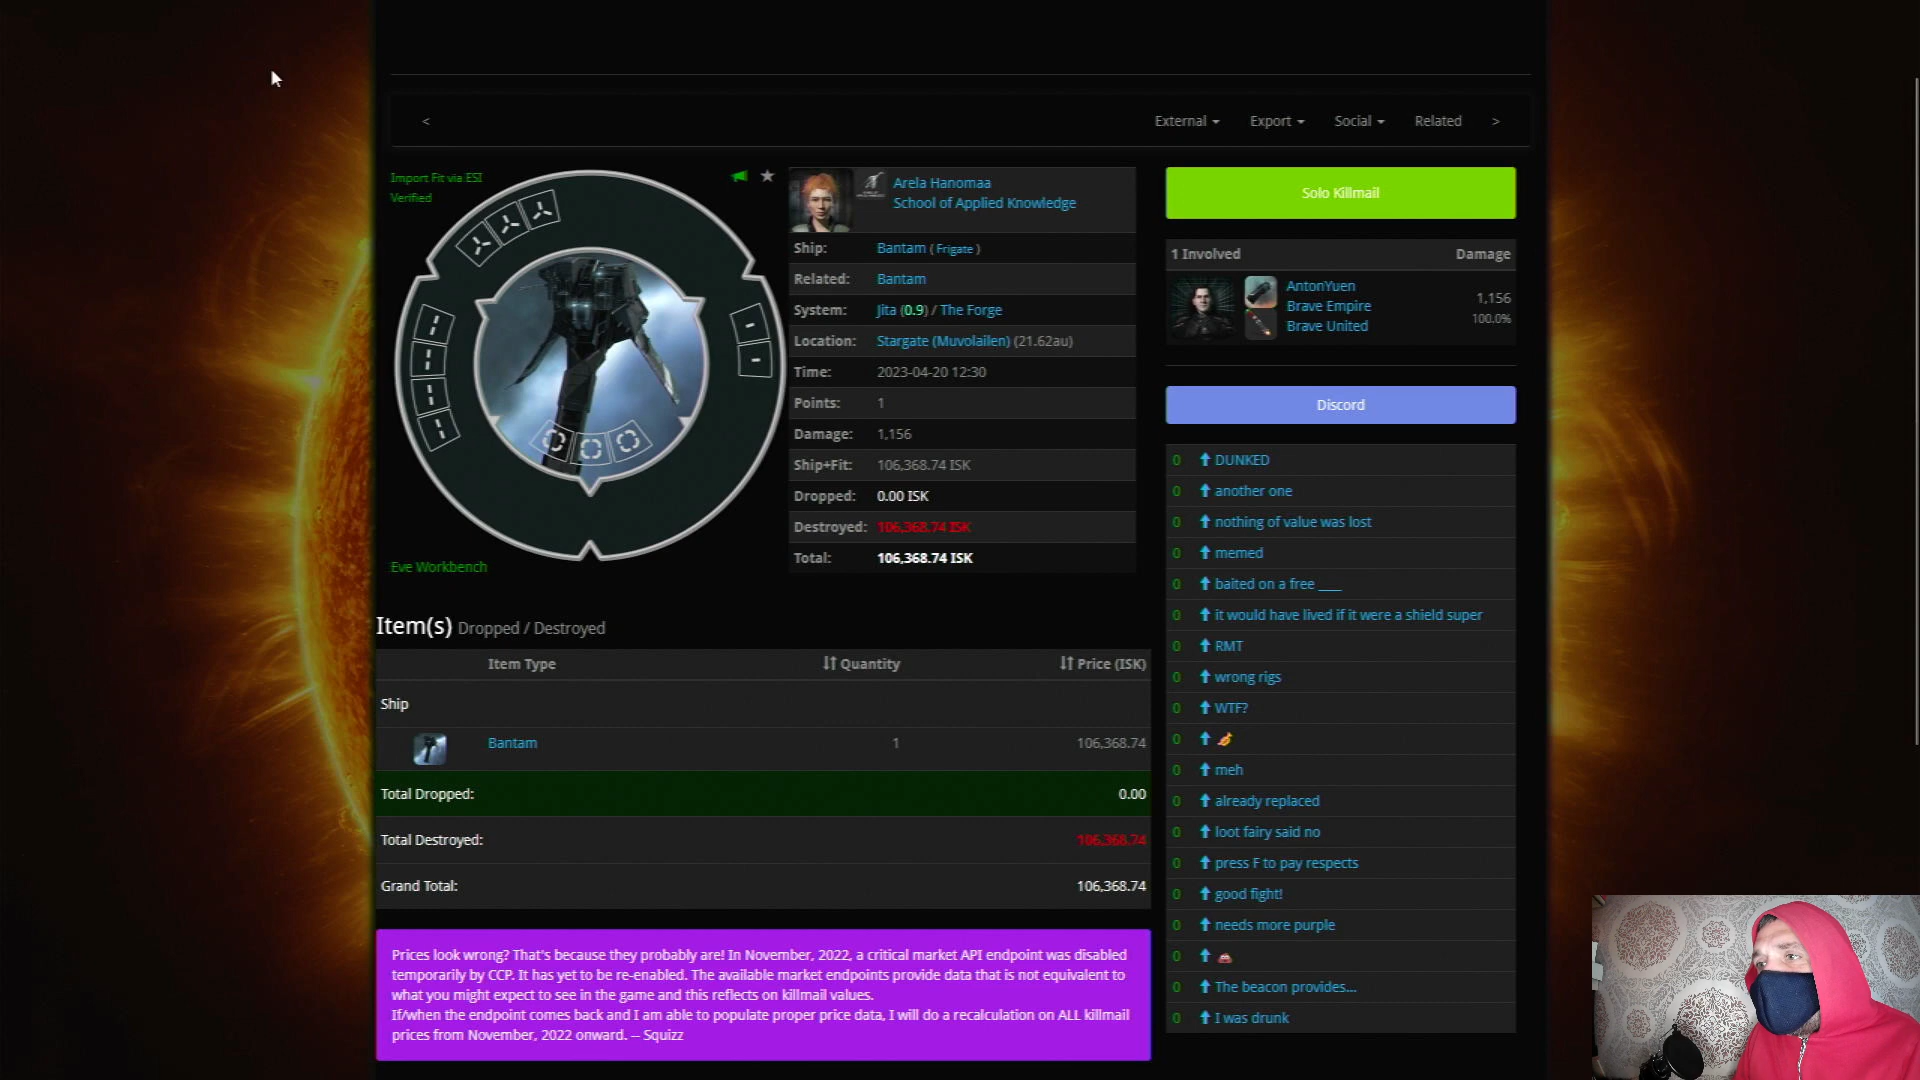 <
External
Export
Social
Related
>
Import Fit via ESI
Verified
Eve Workbench
Arela Hanomaa
School of Applied Knowledge
Ship: Bantam ( Frigate )
Related: Bantam
System: Jita (0.9) / The Forge
Location: Stargate (Muvolailen) (21.62au)
Time: 2023-04-20 12:30
Points: 1
Damage: 1,156
Ship+Fit: 106,368.74 ISK
Dropped: 0.00 ISK
Destroyed: 106,368.74 ISK
Total: 106,368.74 ISK
Solo Killmail
1 Involved Damage
AntonYuen
Brave Empire
Brave United
1,156
100.0%
Discord
0 DUNKED
0 another one
0 nothing of value was lost
0 memed
0 baited on a free ___
0 it would have lived if it were a shield super
0 RMT
0 wrong rigs
0 WTF?
0
0 meh
0 already replaced
0 loot fairy said no
0 press F to pay respects
0 good fight!
0 needs more purple
0
0 The beacon provides...
0 I was drunk
Item(s) Dropped / Destroyed
Item Type Quantity Price (ISK)
Ship
Bantam 1 106,368.74
Total Dropped: 0.00
Total Destroyed: 106,368.74
Grand Total: 106,368.74
Prices look wrong? That's because they probably are! In November, 2022, a critical market API endpoint was disabled
temporarily by CCP. It has yet to be re-enabled. The available market endpoints provide data that is not equivalent to
what you might expect to see in the game and this reflects on killmail values.
If/when the endpoint comes back and I am able to populate proper price data, I will do a recalculation on ALL killmail
prices from November, 2022 onward. -- Squizz